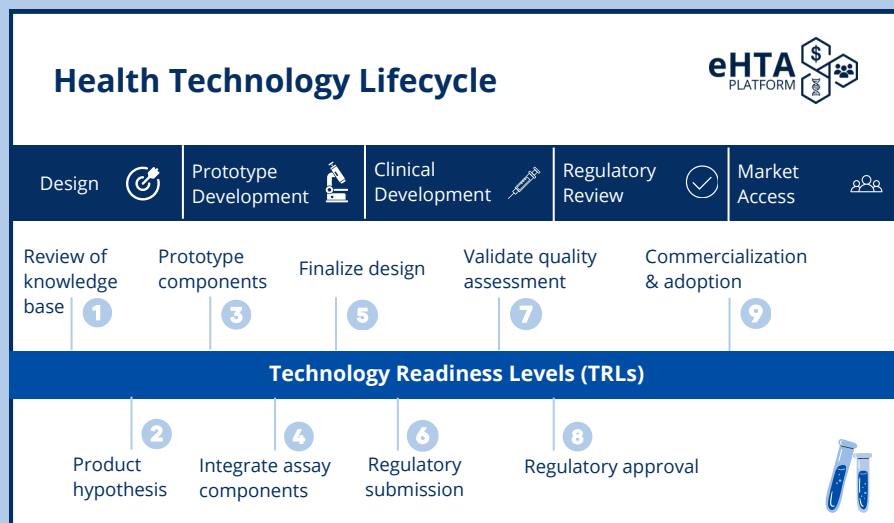 Health Technology Lifecycle
eHTA
PLATFORM
$
Design
Prototype
Development
Clinical
Development
Regulatory
Review
Market
Access
Review of
knowledge
base
1
Prototype
components
3
Finalize design
5
Validate quality
assessment
7
Commercialization
& adoption
9
Technology Readiness Levels (TRLs)
2
Product
hypothesis
4
Integrate assay
components
6
Regulatory
submission
8
Regulatory approval